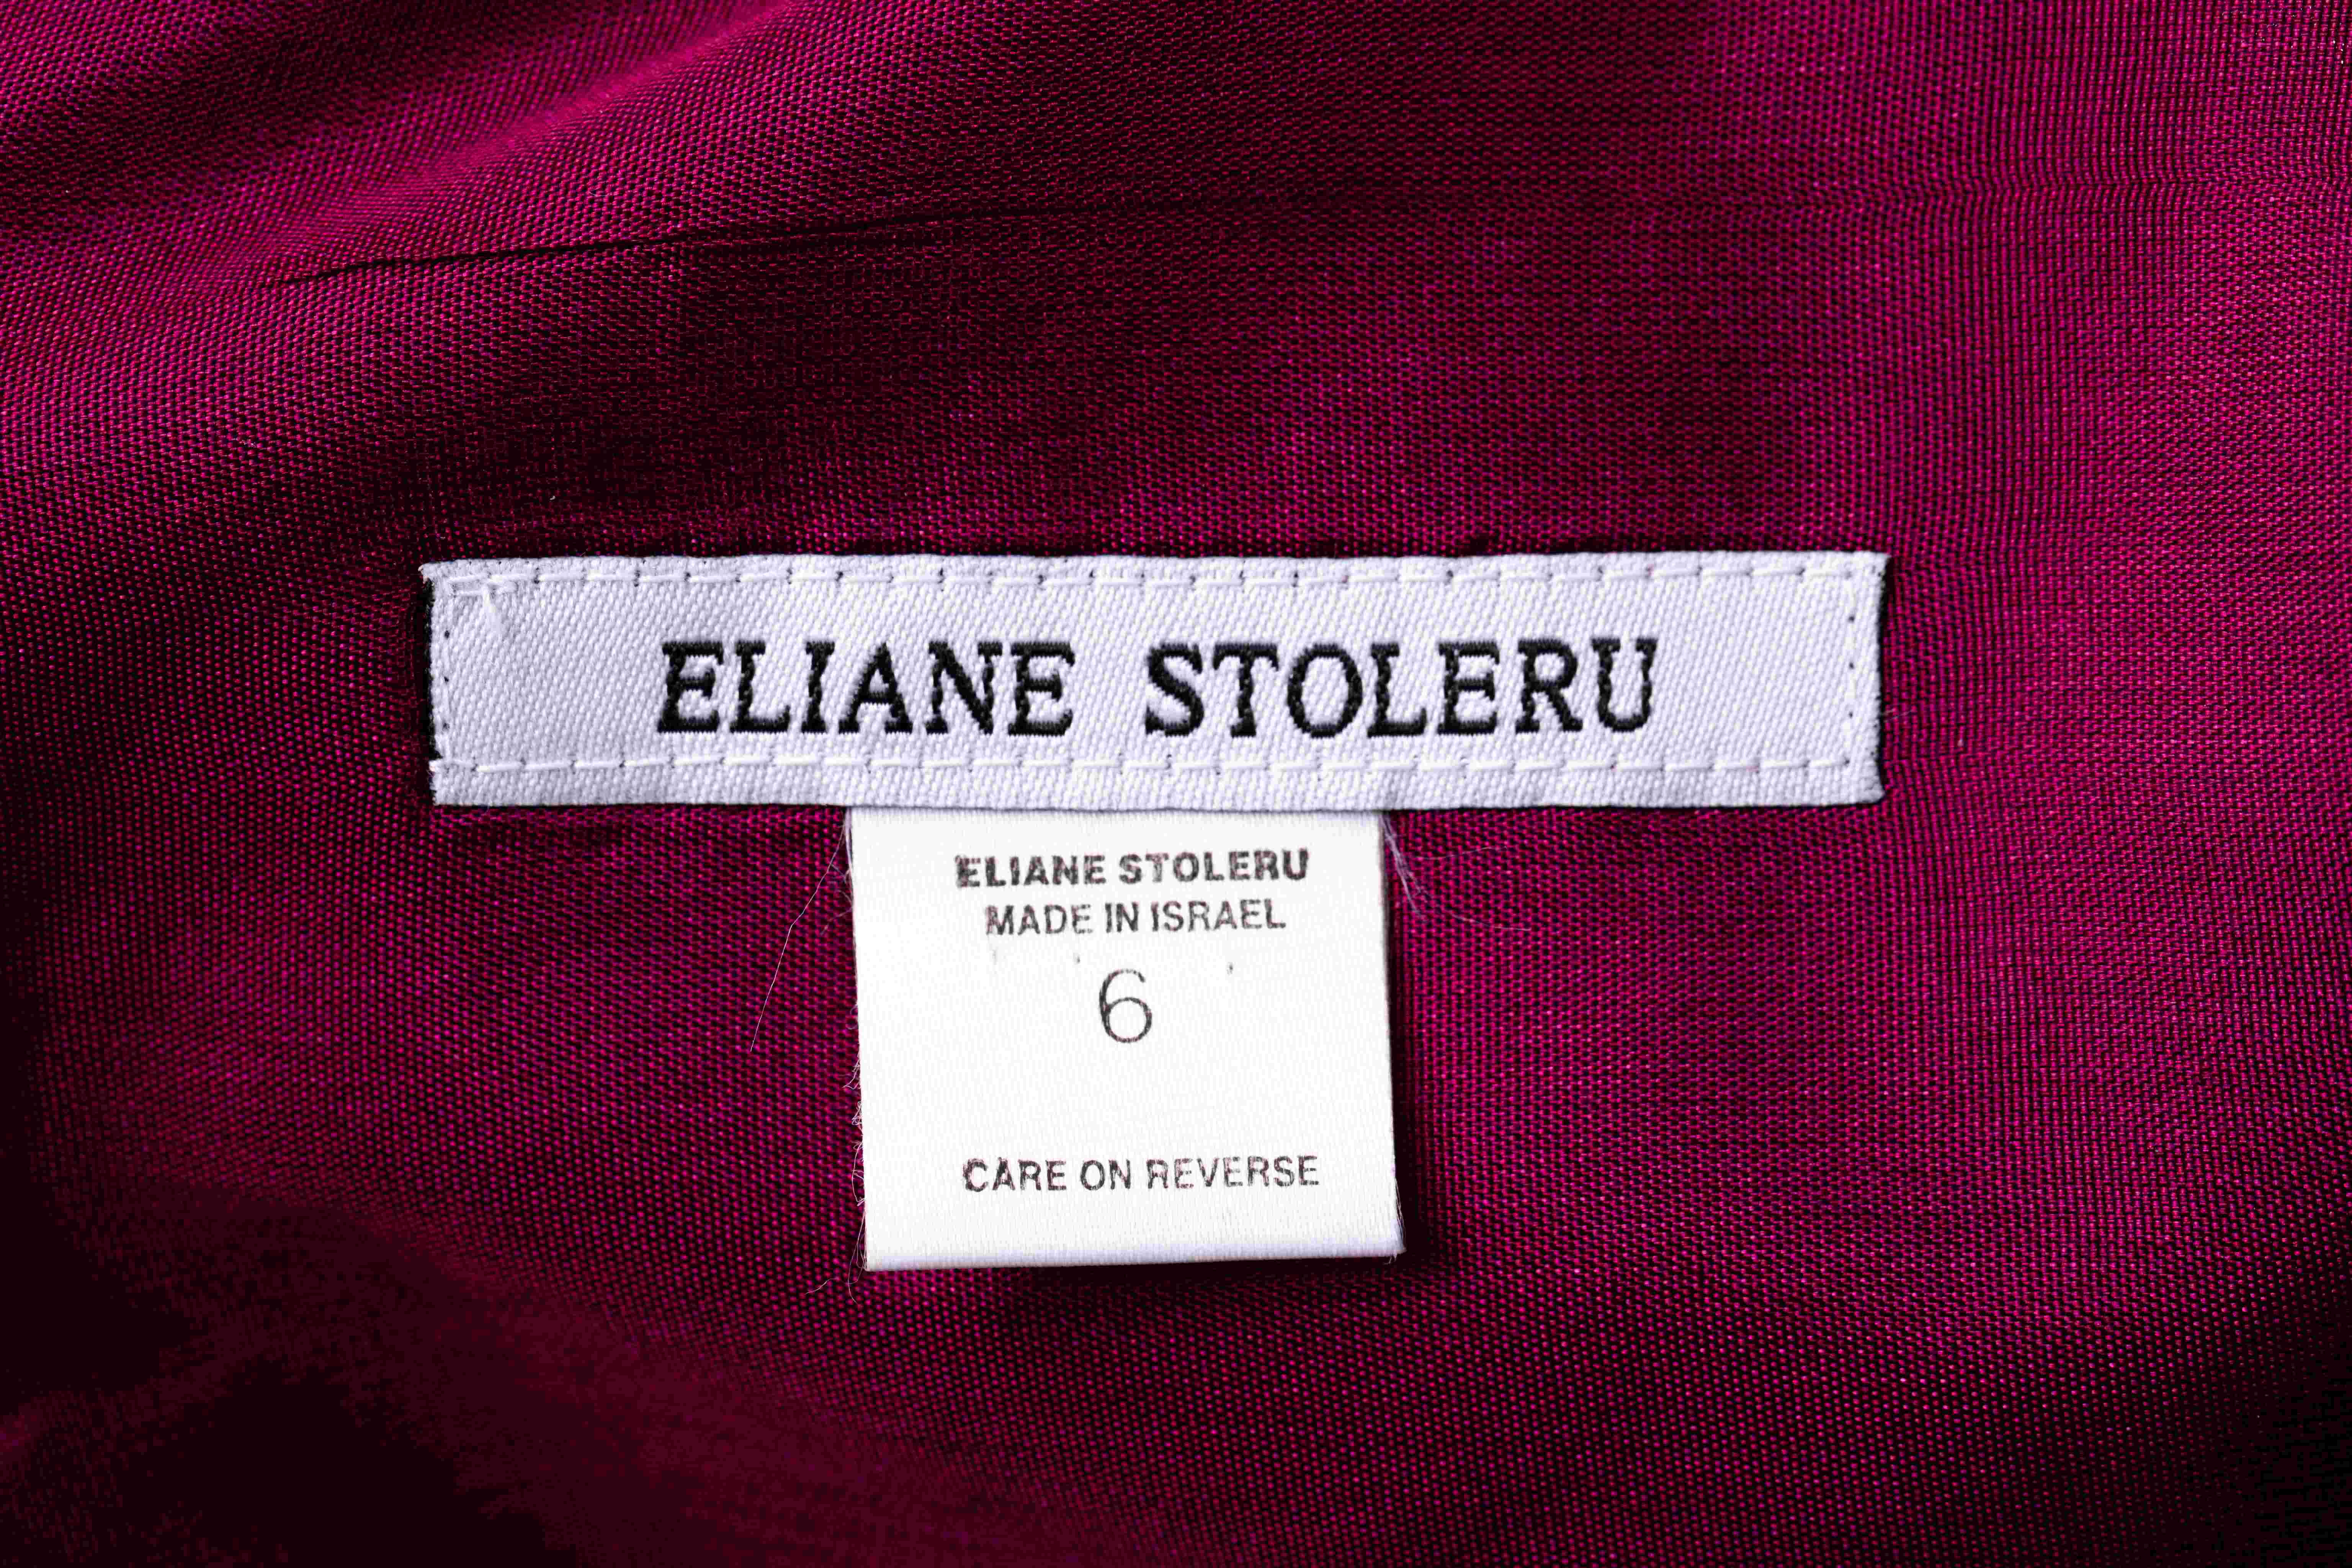 ELIANE STOLERU
ELIANE STOLERU
MADE IN ISRAEL
6
CARE ON REVERSE